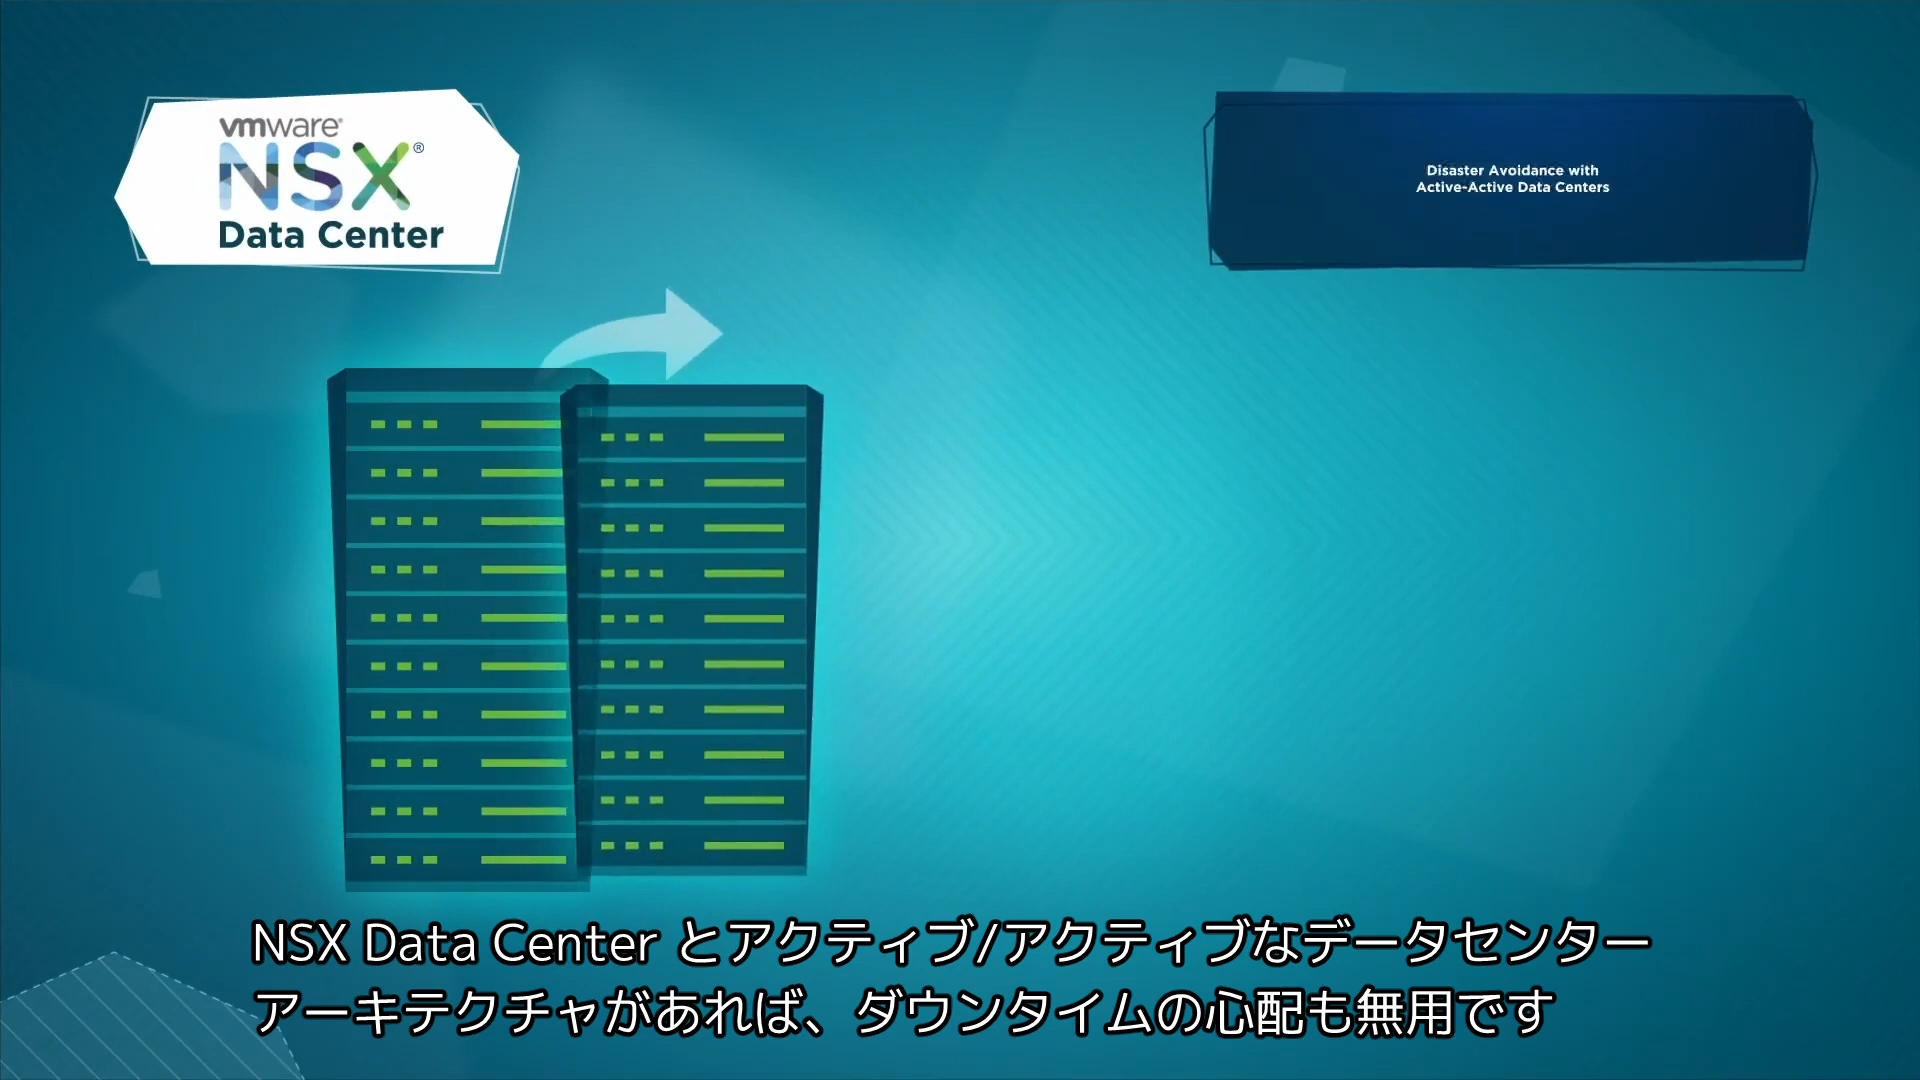 vmware®
NSX®
Data Center
Disaster Avoidance with
Active-Active Data Centers
NSX Data Center とアクティブ/アクティブなデータセンター
アーキテクチャがあれば、ダウンタイムの心配も無用です